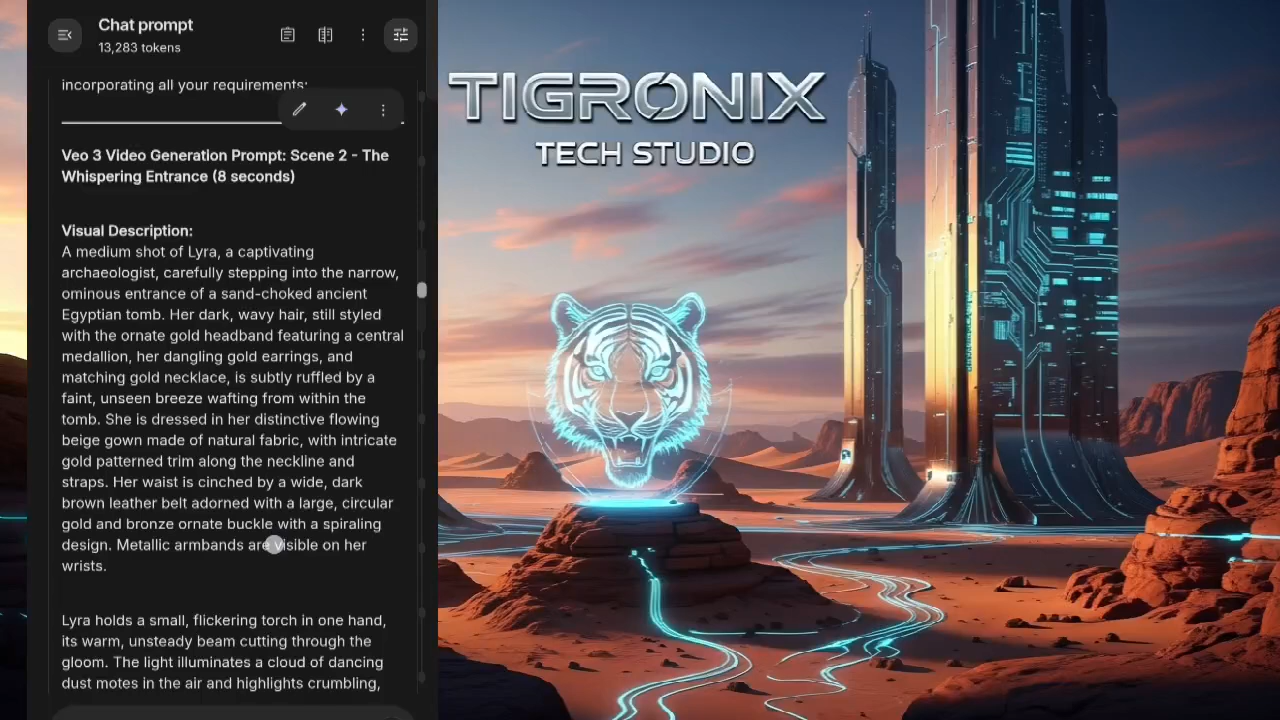 Chat prompt
13,283 tokens
incorporating all your requirements:
Veo 3 Video Generation Prompt: Scene 2 - The
Whispering Entrance (8 seconds)
Visual Description:
A medium shot of Lyra, a captivating
archaeologist, carefully stepping into the narrow,
ominous entrance of a sand-choked ancient
Egyptian tomb. Her dark, wavy hair, still styled
with the ornate gold headband featuring a central
medallion, her dangling gold earrings, and
matching gold necklace, is subtly ruffled by a
faint, unseen breeze wafting from within the
tomb. She is dressed in her distinctive flowing
beige gown made of natural fabric, with intricate
gold patterned trim along the neckline and
straps. Her waist is cinched by a wide, dark
brown leather belt adorned with a large, circular
gold and bronze ornate buckle with a spiraling
design. Metallic armbands are visible on her
wrists.
Lyra holds a small, flickering torch in one hand,
its warm, unsteady beam cutting through the
gloom. The light illuminates a cloud of dancing
dust motes in the air and highlights crumbling,
TIGRONIX
TECH STUDIO